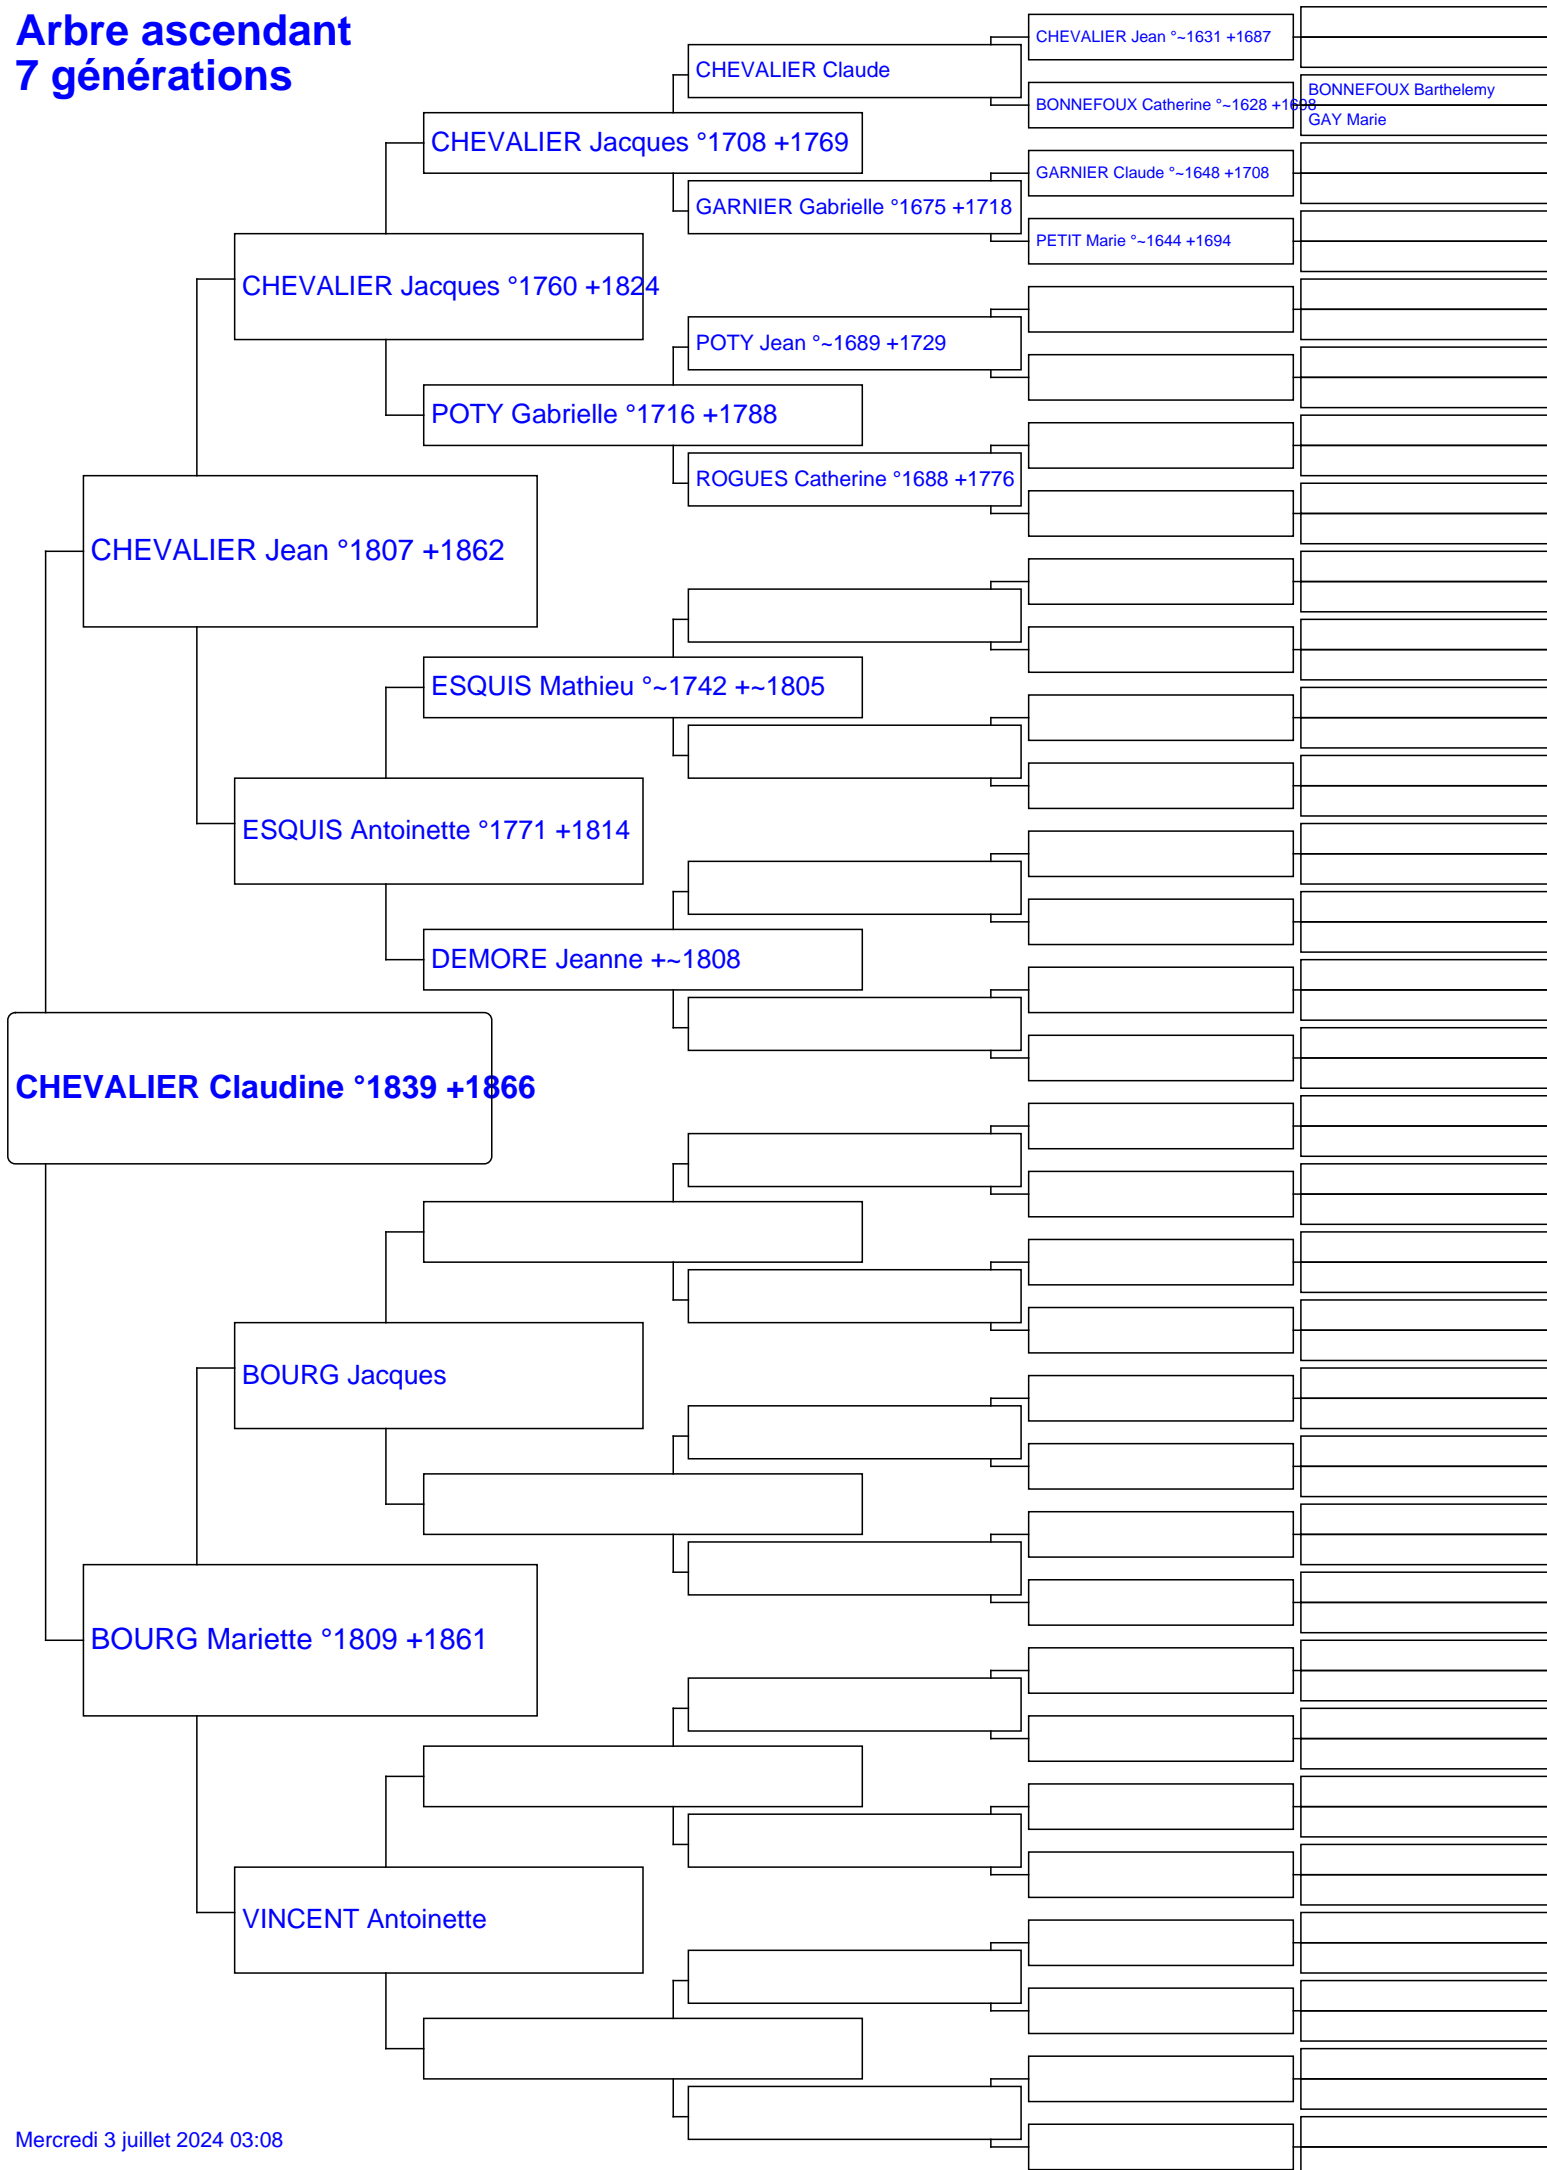 Arbre ascendant
7 générations
CHEVALIER Jean °~1631 +1687
CHEVALIER Claude
BONNEFOUX Barthelemy
BONNEFOUX Catherine °~1628 +1698
GAY Marie
CHEVALIER Jacques °1708 +1769
GARNIER Claude °~1648 +1708
GARNIER Gabrielle °1675 +1718
PETIT Marie °~1644 +1694
CHEVALIER Jacques °1760 +1824
POTY Jean °~1689 +1729
POTY Gabrielle °1716 +1788
ROGUES Catherine °1688 +1776
CHEVALIER Jean °1807 +1862
ESQUIS Mathieu °~1742 +~1805
ESQUIS Antoinette °1771 +1814
DEMORE Jeanne +~1808
CHEVALIER Claudine °1839 +1866
BOURG Jacques
BOURG Mariette °1809 +1861
VINCENT Antoinette
Mercredi 3 juillet 2024 03:08